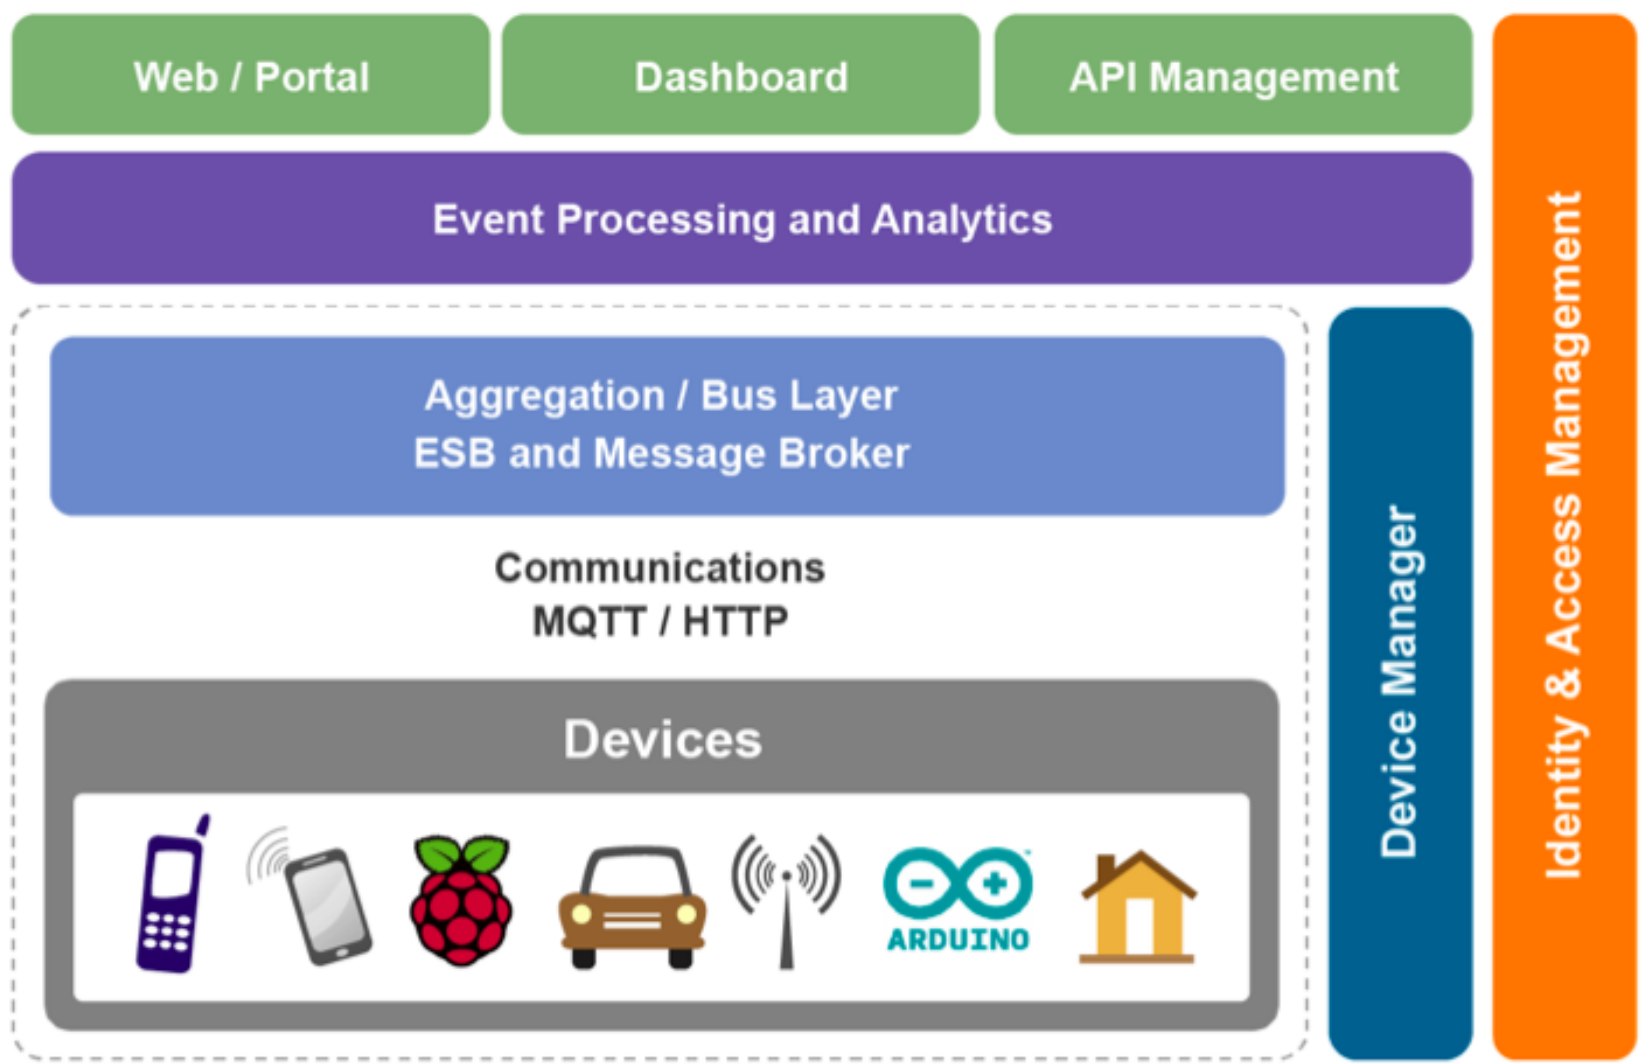 Web / Portal
Dashboard
API Management
Event Processing and Analytics
Aggregation / Bus Layer
ESB and Message Broker
Communications
MQTT / HTTP
Devices
ARDUINO
Device Manager
Identity & Access Management